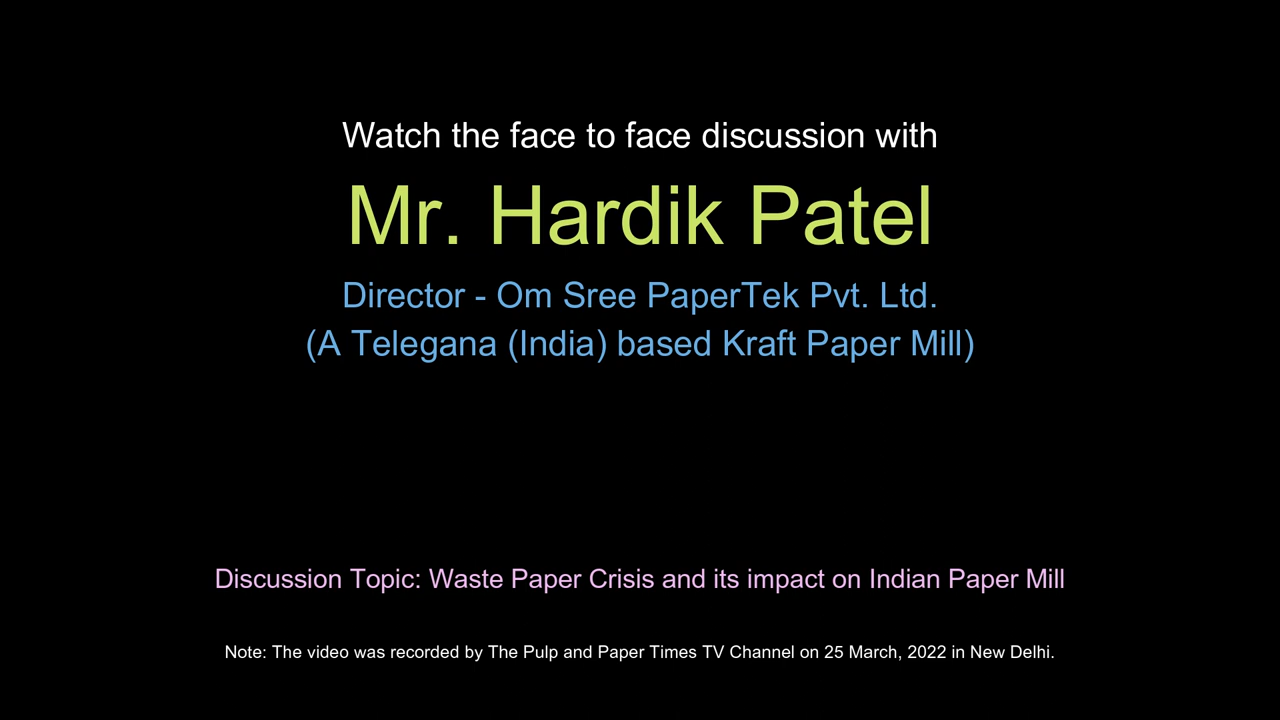 Watch the face to face discussion with
Mr. Hardik Patel
Director - Om Sree PaperTek Pvt. Ltd.
(A Telegana (India) based Kraft Paper Mill)
Discussion Topic: Waste Paper Crisis and its impact on Indian Paper Mill
Note: The video was recorded by The Pulp and Paper Times TV Channel on 25 March, 2022 in New Delhi.